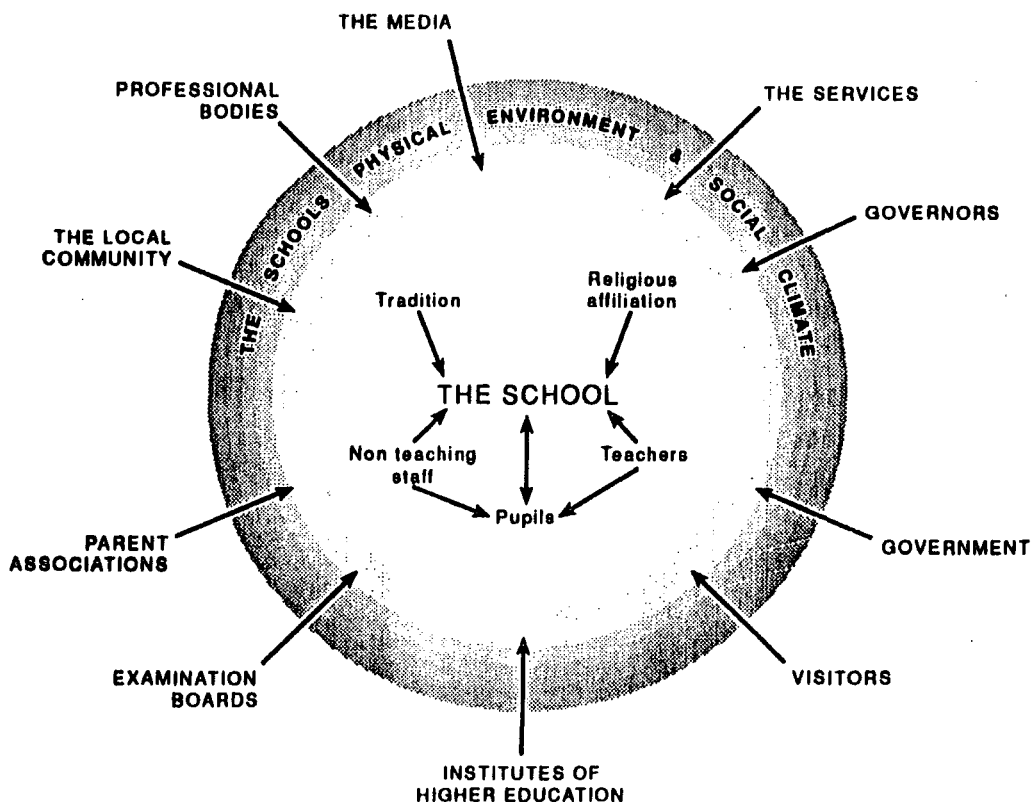 THE MEDIA
PROFESSIONAL
BODIES
THE SERVICES
THE SCHOOLS PHYSICAL ENVIRONMENT & SOCIAL CLIMATE
GOVERNORS
THE LOCAL
COMMUNITY
Tradition
Religious
affiliation
THE SCHOOL
Non teaching
staff
Teachers
Pupils
PARENT
ASSOCIATIONS
GOVERNMENT
EXAMINATION
BOARDS
VISITORS
INSTITUTES OF
HIGHER EDUCATION